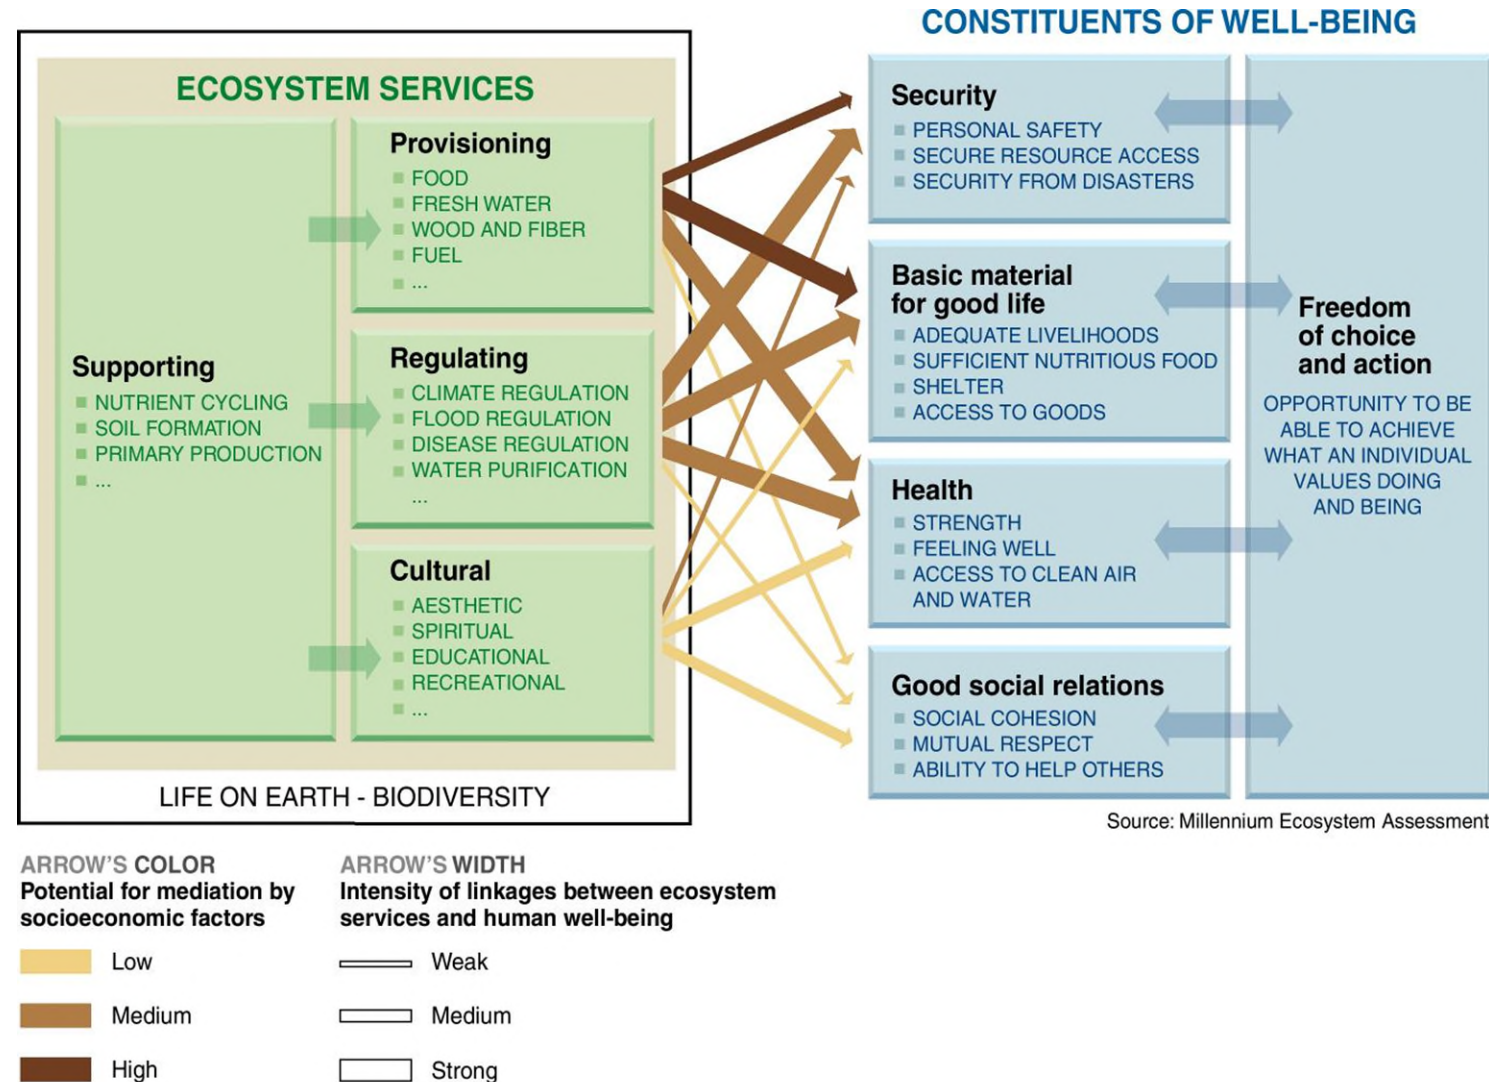 CONSTITUENTS OF WELL-BEING
ECOSYSTEM SERVICES
Supporting
NUTRIENT CYCLING
SOIL FORMATION
PRIMARY PRODUCTION
...
Provisioning
FOOD
FRESH WATER
WOOD AND FIBER
FUEL
...
Regulating
CLIMATE REGULATION
FLOOD REGULATION
DISEASE REGULATION
WATER PURIFICATION
...
Cultural
AESTHETIC
SPIRITUAL
EDUCATIONAL
RECREATIONAL
...
LIFE ON EARTH - BIODIVERSITY
Security
PERSONAL SAFETY
SECURE RESOURCE ACCESS
SECURITY FROM DISASTERS
Basic material
for good life
ADEQUATE LIVELIHOODS
SUFFICIENT NUTRITIOUS FOOD
SHELTER
ACCESS TO GOODS
Health
STRENGTH
FEELING WELL
ACCESS TO CLEAN AIR
AND WATER
Good social relations
SOCIAL COHESION
MUTUAL RESPECT
ABILITY TO HELP OTHERS
Freedom
of choice
and action
OPPORTUNITY TO BE
ABLE TO ACHIEVE
WHAT AN INDIVIDUAL
VALUES DOING
AND BEING
Source: Millennium Ecosystem Assessment
ARROW'S COLOR
Potential for mediation by
socioeconomic factors
Low
Medium
High
ARROW'S WIDTH
Intensity of linkages between ecosystem
services and human well-being
Weak
Medium
Strong